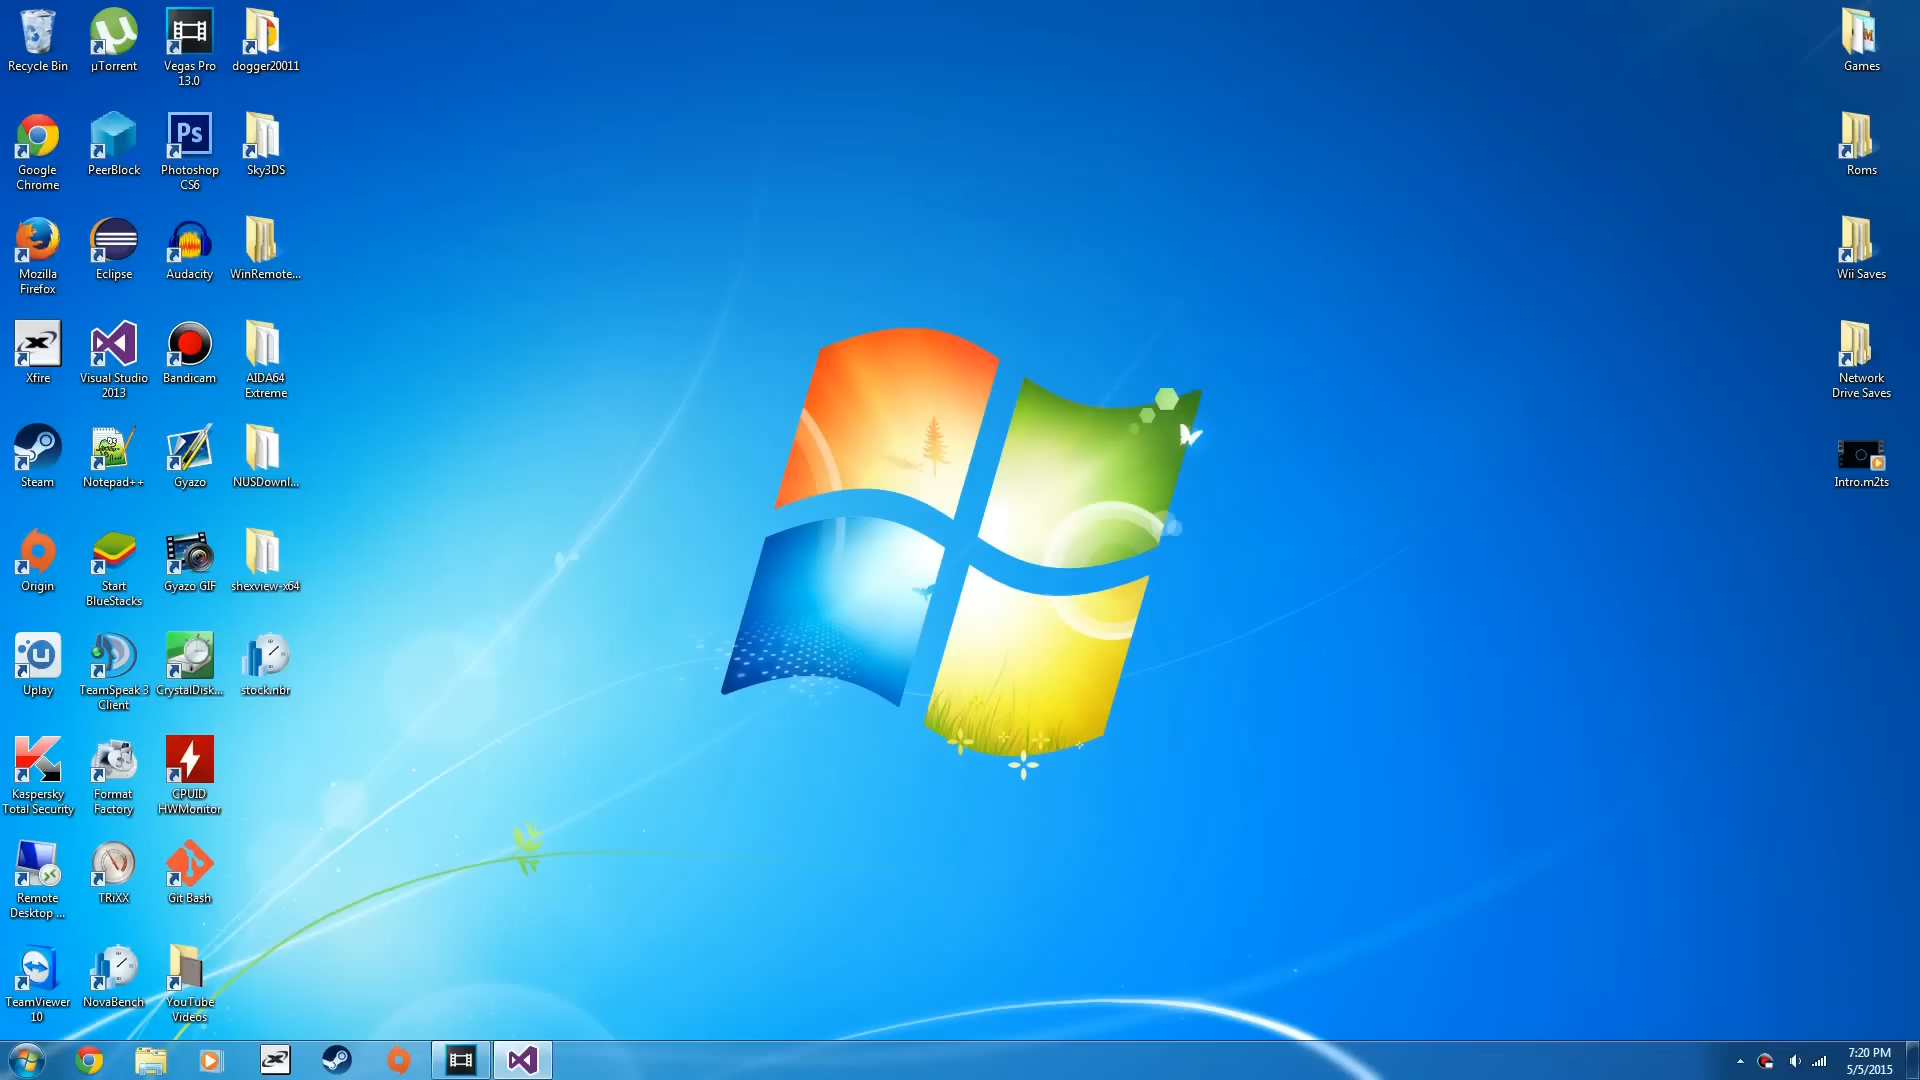 Recycle Bin
µTorrent
Vegas Pro
13.0
dogger20011
Games
Google
Chrome
PeerBlock
Ps
Photoshop
CS6
Sky3DS
Roms
Mozilla
Firefox
Eclipse
Audacity
WinRemote...
Wii Saves
Xfire
Visual Studio
2013
Bandicam
AIDA64
Extreme
Network
Drive Saves
Steam
Notepad++
Gyazo
NUSDownl...
Intro.m2ts
Origin
Start
BlueStacks
Gyazo GIF
shexview-x64
Uplay
TeamSpeak 3
Client
CrystalDisk...
stock.nbr
Kaspersky
Total Security
Format
Factory
CPUID
HWMonitor
Remote
Desktop ...
TRiXX
Git Bash
TeamViewer
10
NovaBench
YouTube
Videos
7:20 PM
5/5/2015